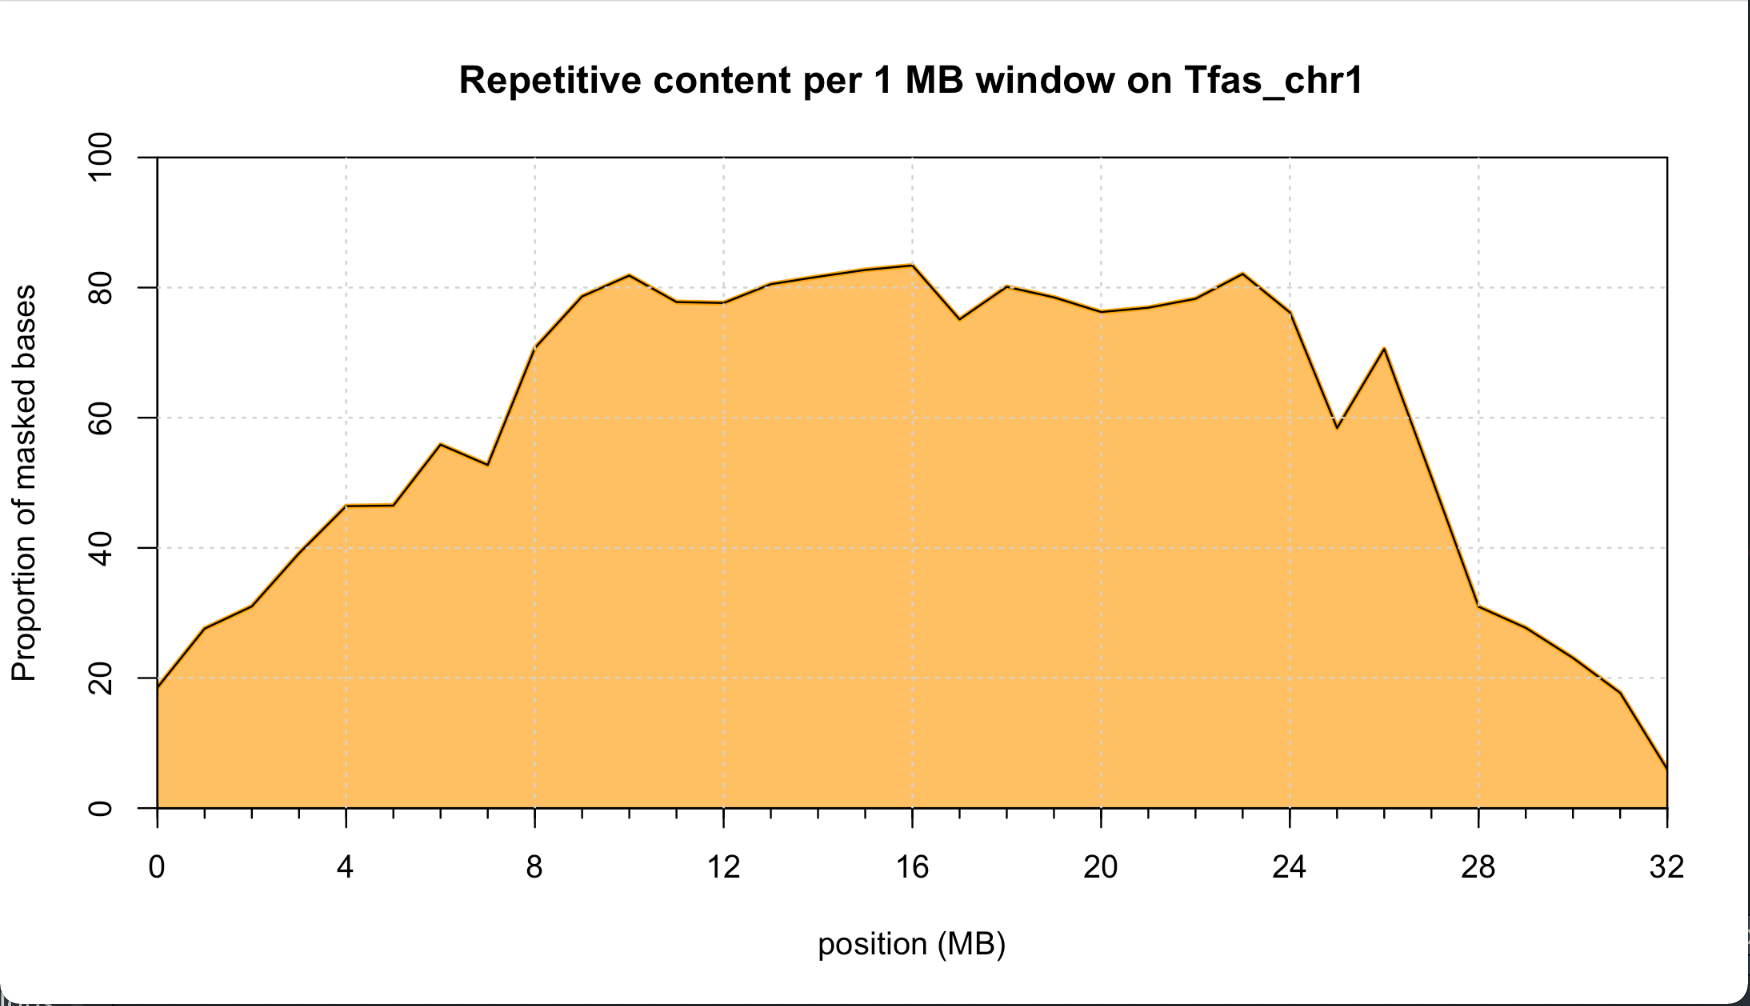 Repetitive content per 1 MB window on Tfas_chr1
Proportion of masked bases
100
80
60
40
20
0
0 4 8 12 16 20 24 28 32
position (MB)